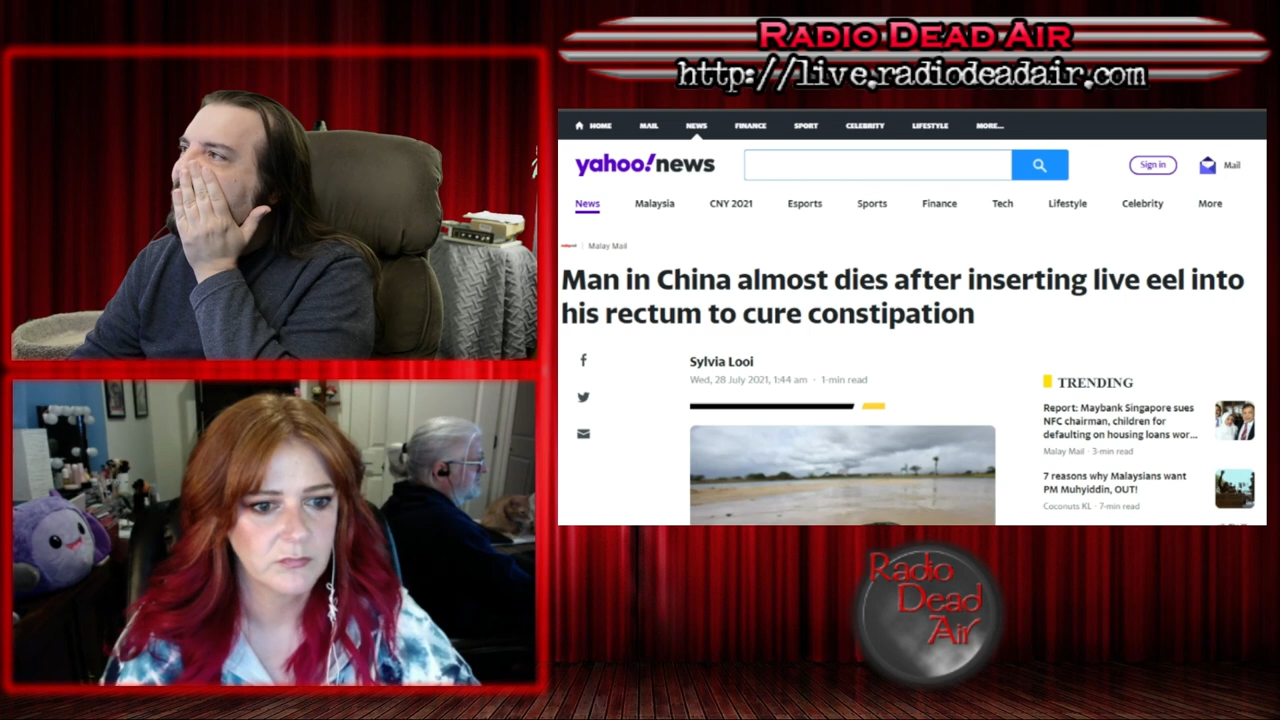 RADIO DEAD AIR
http://live.radiodeadair.com
HOME MAIL NEWS FINANCE SPORT CELEBRITY LIFESTYLE MORE...
yahoo!news
Sign in
Mail
News Malaysia CNY 2021 Esports Sports Finance Tech Lifestyle Celebrity More
Malay Mail
Man in China almost dies after inserting live eel into
his rectum to cure constipation
Sylvia Looi
Wed, 28 July 2021, 1:44 am · 1-min read
TRENDING
Report: Maybank Singapore sues
NFC chairman, children for
defaulting on housing loans wor...
Malay Mail · 3-min read
7 reasons why Malaysians want
PM Muhyiddin, OUT!
Coconuts KL · 7-min read
Radio
Dead
Air